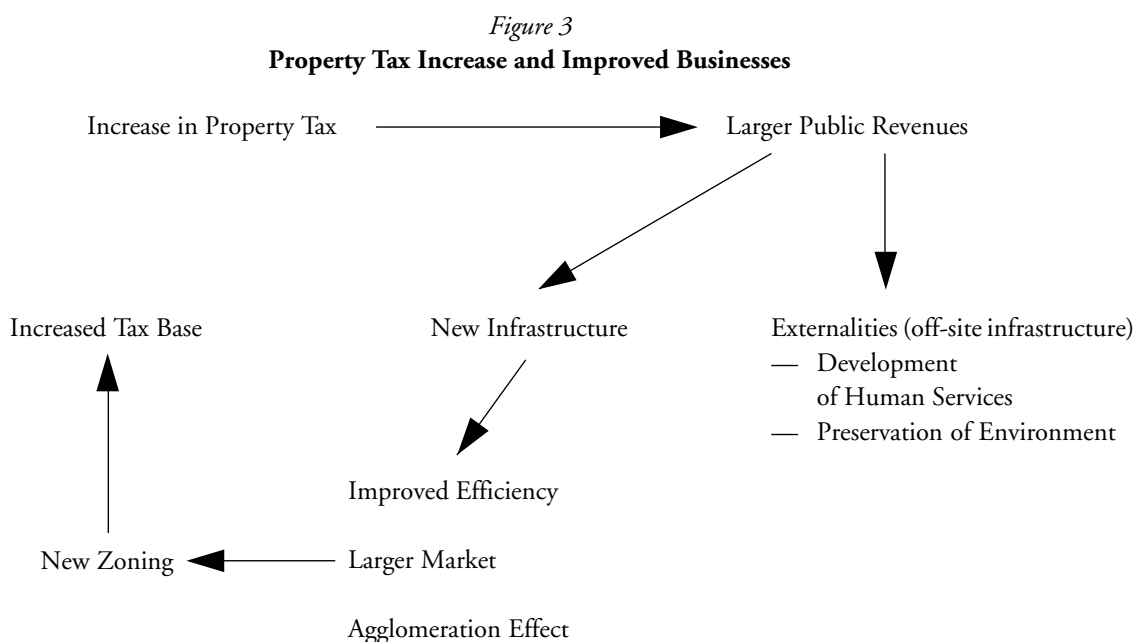 Figure 3
Property Tax Increase and Improved Businesses
Increase in Property Tax
Larger Public Revenues
Increased Tax Base
New Infrastructure
Externalities (off-site infrastructure)
— Development
of Human Services
— Preservation of Environment
Improved Efficiency
New Zoning
Larger Market
Agglomeration Effect